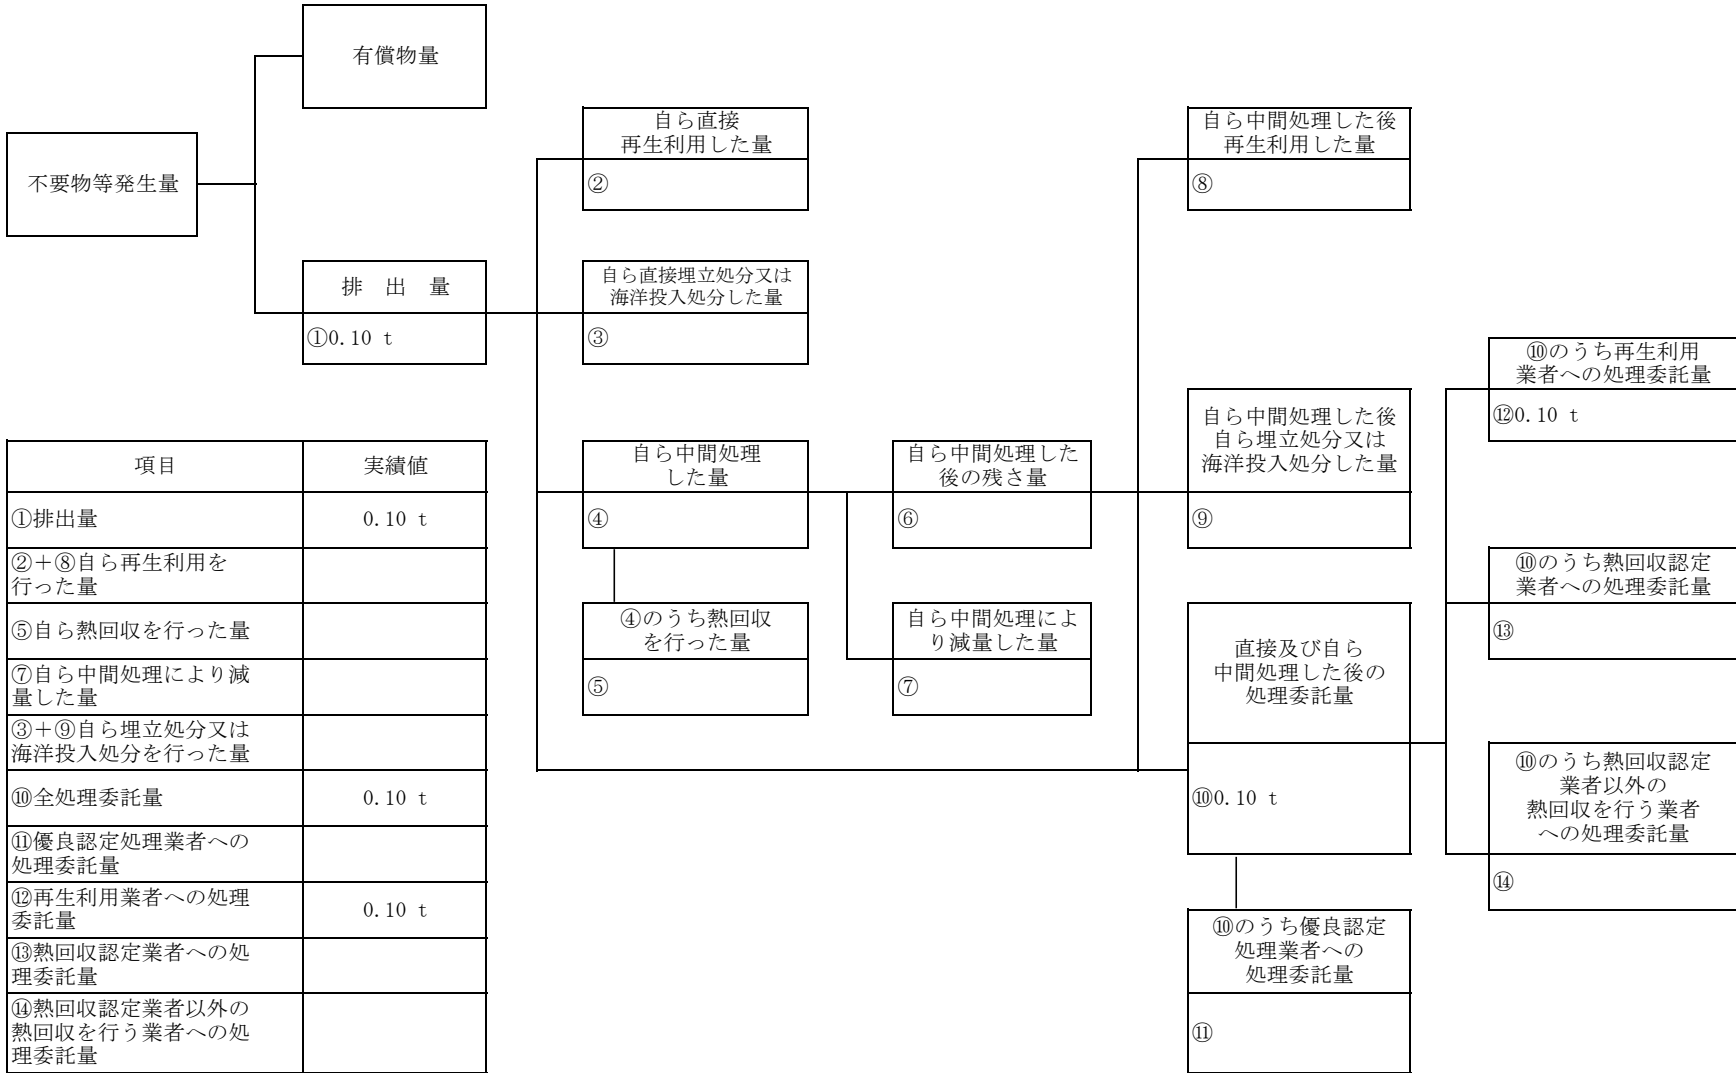 有償物量
不要物等発生量
排　出　量
①0.10 t
自ら直接
再生利用した量
②
自ら直接埋立処分又は
海洋投入処分した量
③
自ら中間処理
した量
④
④のうち熱回収
を行った量
⑤
自ら中間処理した
後の残さ量
⑥
自ら中間処理によ
り減量した量
⑦
自ら中間処理した後
再生利用した量
⑧
自ら中間処理した後
自ら埋立処分又は
海洋投入処分した量
⑨
直接及び自ら
中間処理した後の
処理委託量
⑩0.10 t
⑩のうち優良認定
処理業者への
処理委託量
⑪
⑩のうち再生利用
業者への処理委託量
⑫0.10 t
⑩のうち熱回収認定
業者への処理委託量
⑬
⑩のうち熱回収認定
業者以外の
熱回収を行う業者
への処理委託量
⑭
項目 実績値
①排出量 0.10 t
②＋⑧自ら再生利用を
行った量
⑤自ら熱回収を行った量
⑦自ら中間処理により減
量した量
③＋⑨自ら埋立処分又は
海洋投入処分を行った量
⑩全処理委託量 0.10 t
⑪優良認定処理業者への
処理委託量
⑫再生利用業者への処理
委託量 0.10 t
⑬熱回収認定業者への処
理委託量
⑭熱回収認定業者以外の
熱回収を行う業者への処
理委託量